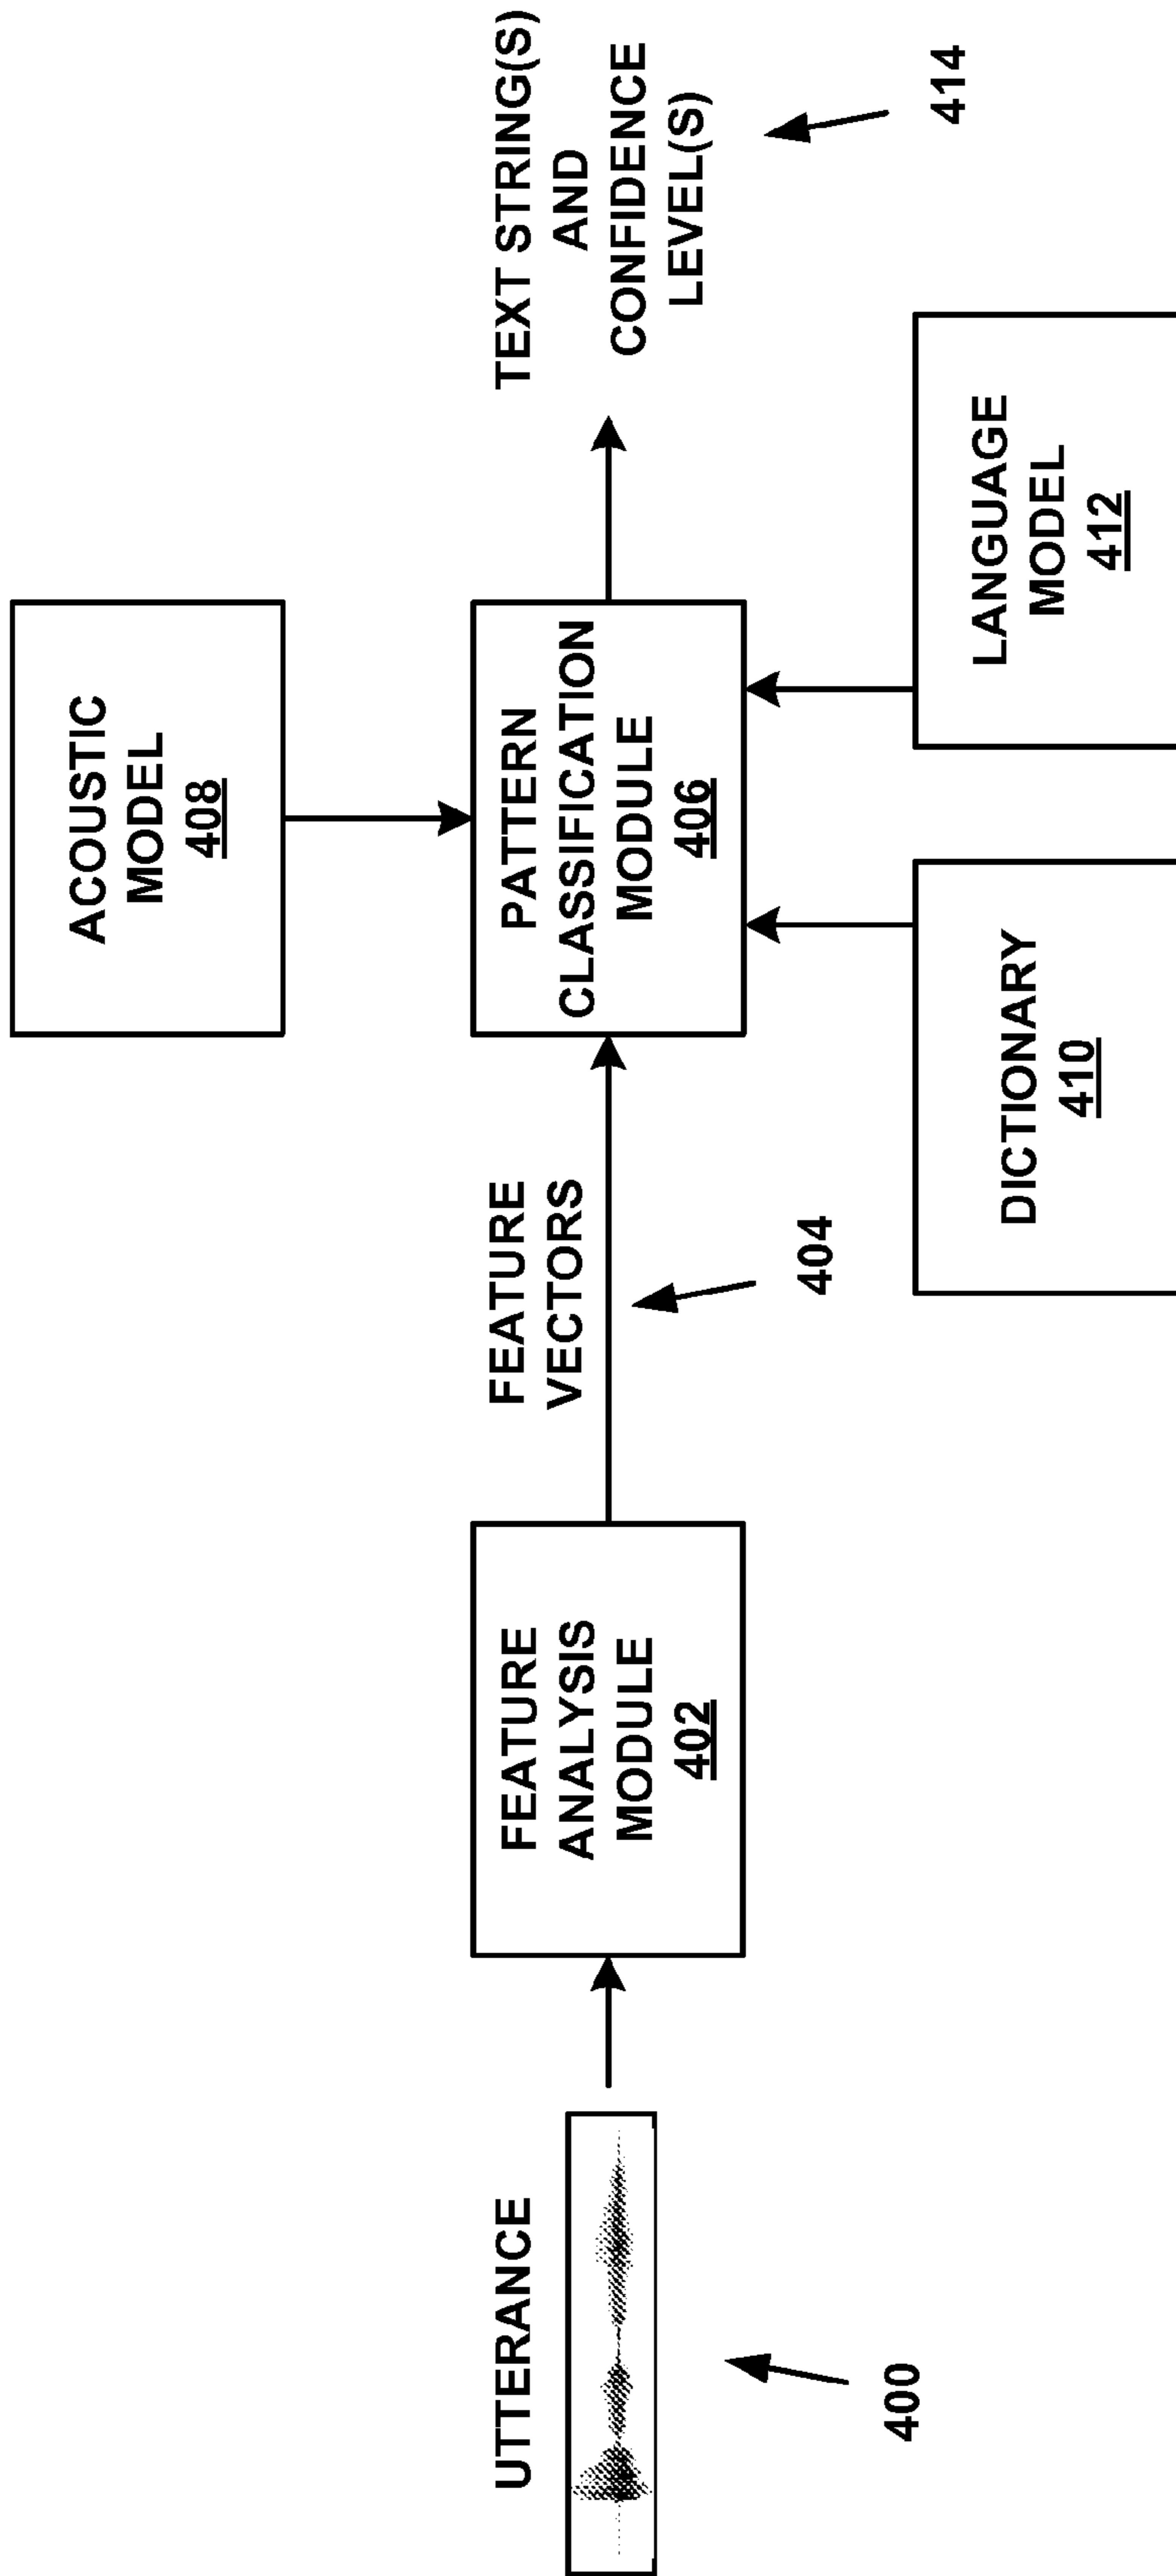 UTTERANCE
400
FEATURE
ANALYSIS
MODULE
402
FEATURE
VECTORS
404
ACOUSTIC
MODEL
408
PATTERN
CLASSIFICATION
MODULE
406
DICTIONARY
410
LANGUAGE
MODEL
412
TEXT STRING(S)
AND
CONFIDENCE
LEVEL(S)
414